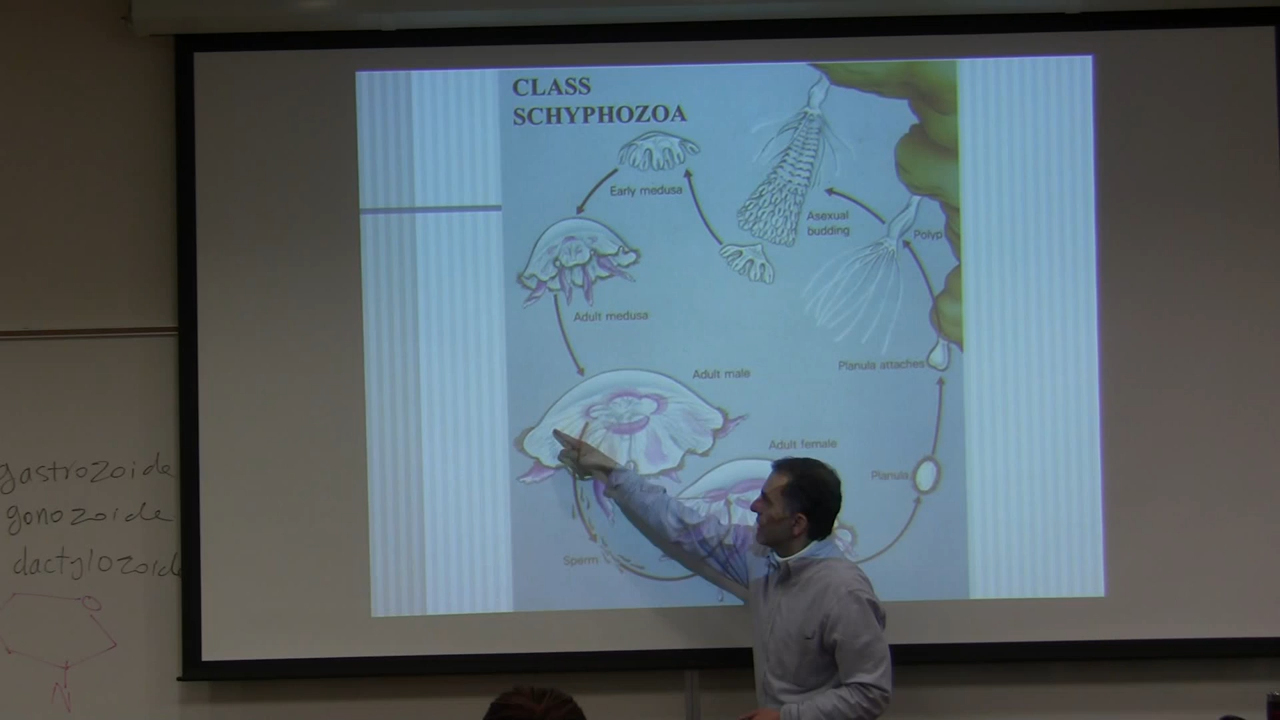 CLASS
SCHYPHOZOA
Early medusa
Asexual
budding
Polyp
Adult medusa
Planula attaches
Adult male
Adult female
Planula
Sperm
gastrozoide
gonozoide
dactylozoide
O
N